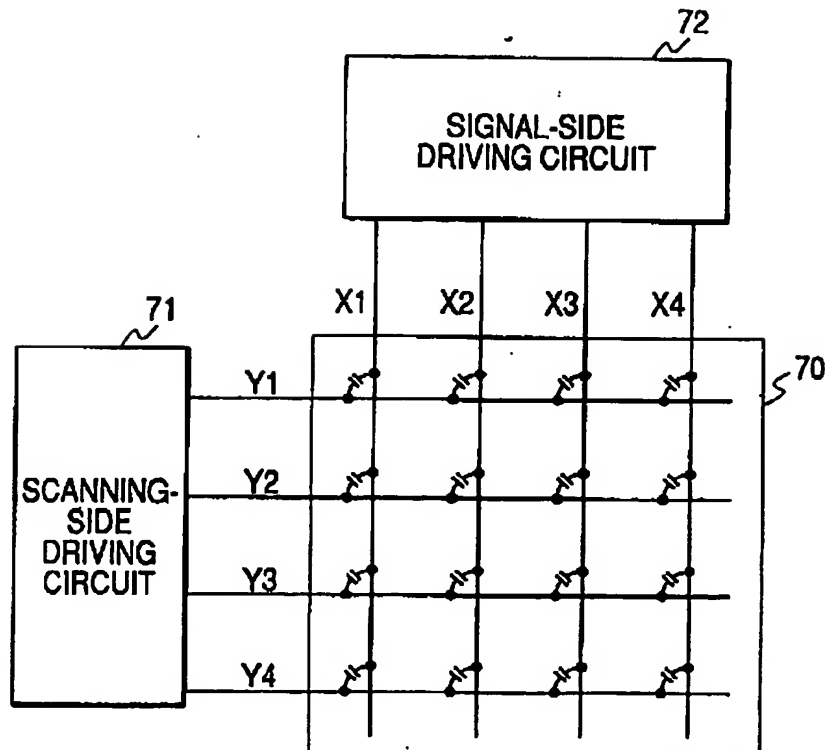 72
SIGNAL-SIDE
DRIVING CIRCUIT
X1 X2 X3 X4
71
70
Y1
Y2
SCANNING-
SIDE
DRIVING
CIRCUIT
Y3
Y4